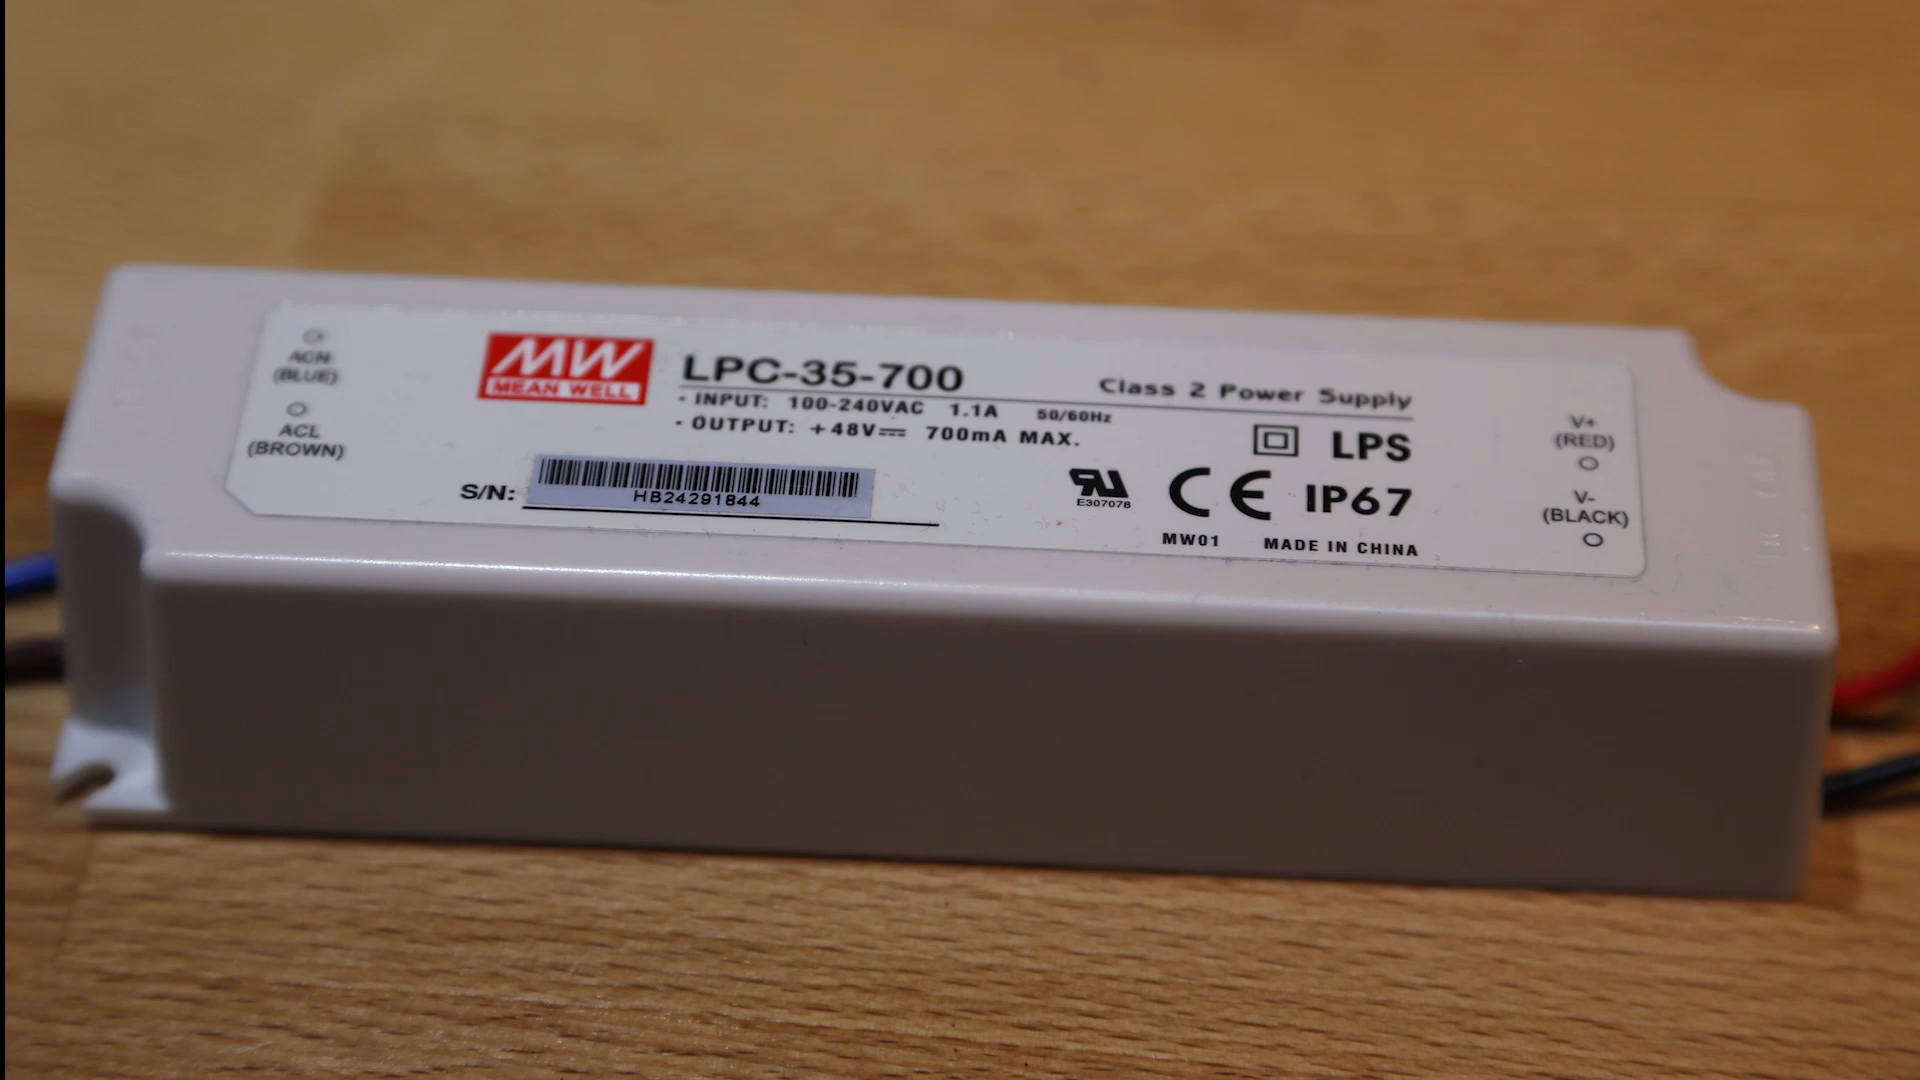 ACN
(BLUE)
ACL
(BROWN)
MW
MEAN WELL
LPC-35-700
Class 2 Power Supply
• INPUT: 100-240VAC 1.1A 50/60Hz
• OUTPUT: +48V⎓ 700mA MAX.
LPS
S/N:
HB24291844
E307078
CE IP67
MW01 MADE IN CHINA
V+
(RED)
V-
(BLACK)